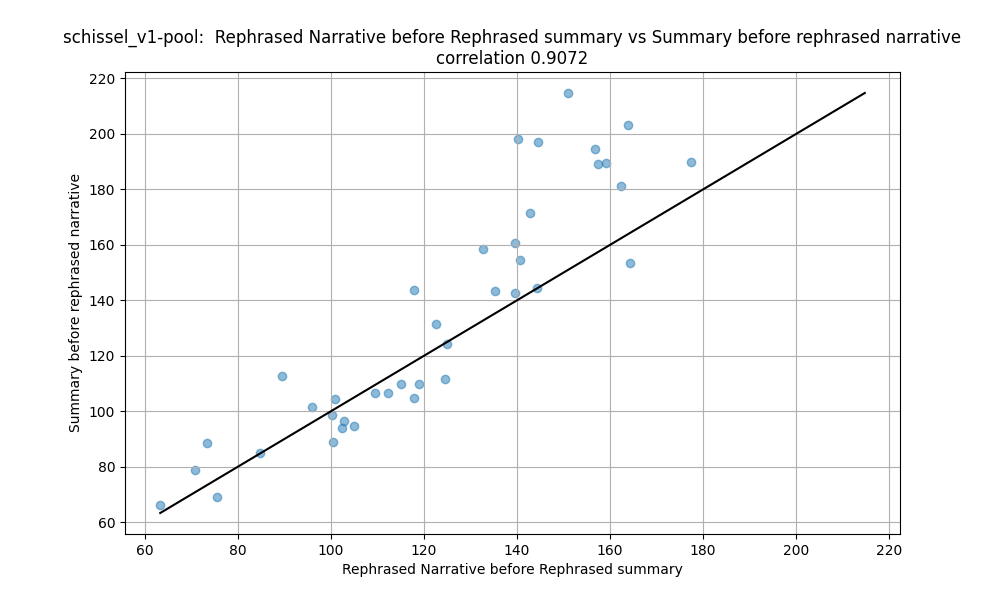 schissel_v1-pool:  Rephrased Narrative before Rephrased summary vs Summary before rephrased narrative
correlation 0.9072
220
200
180
160
140
120
100
80
60
Summary before rephrased narrative
60 80 100 120 140 160 180 200 220
Rephrased Narrative before Rephrased summary